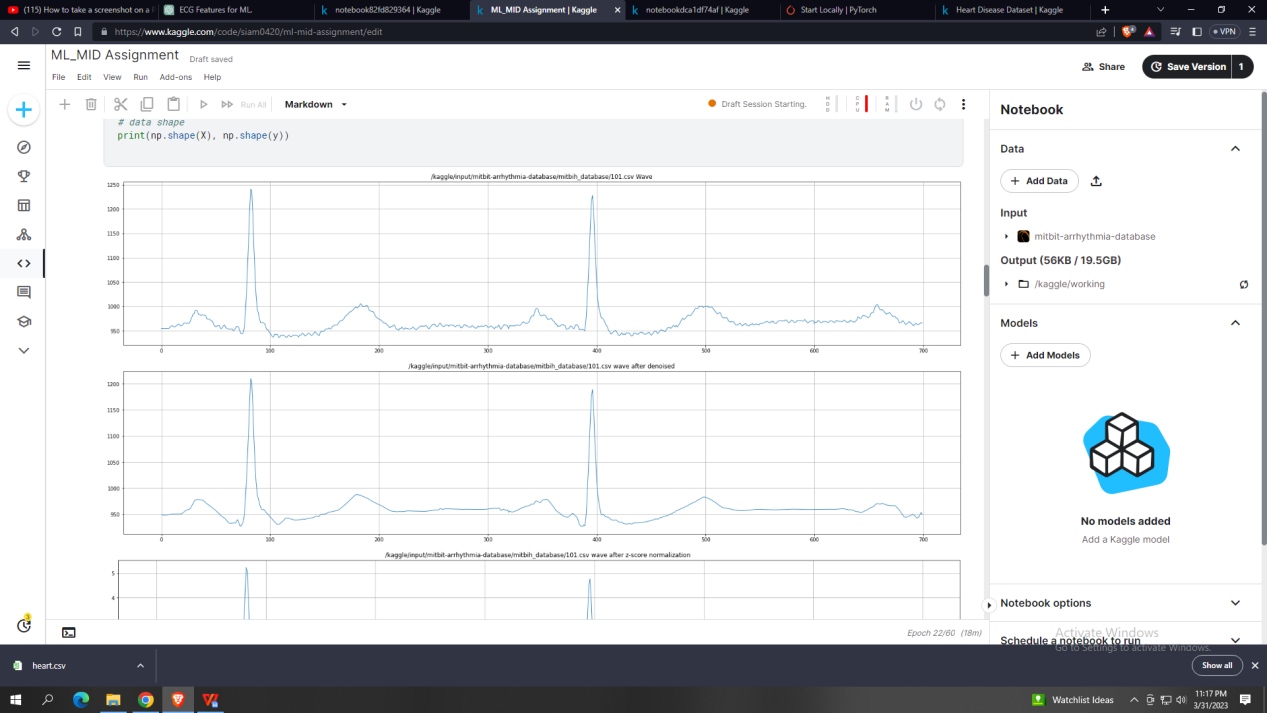 (115) How to take a screenshot on a l
ECG Features for ML.
notebook82fd829364 | Kaggle
ML_MID Assignment | Kaggle
notebookdca1df74af | Kaggle
Start Locally | PyTorch
Heart Disease Dataset | Kaggle
https://www.kaggle.com/code/siam0420/ml-mid-assignment/edit
VPN
ML_MID Assignment
Draft saved
File Edit View Run Add-ons Help
Share
Save Version 1
Run All
Markdown
Draft Session Starting.
HDD
CPU
RAM
# data shape
print(np.shape(X), np.shape(y))
/kaggle/input/mitbit-arrhythmia-database/mitbih_database/101.csv Wave
1250
1200
1150
1100
1050
1000
950
0 100 200 300 400 500 600 700
/kaggle/input/mitbit-arrhythmia-database/mitbih_database/101.csv wave after denoised
1200
1150
1100
1050
1000
950
0 100 200 300 400 500 600 700
/kaggle/input/mitbit-arrhythmia-database/mitbih_database/101.csv wave after z-score normalization
5
4
Epoch 22/60 (18m)
Notebook
Data
Add Data
Input
mitbit-arrhythmia-database
Output (56KB / 19.5GB)
/kaggle/working
Models
Add Models
No models added
Add a Kaggle model
Notebook options
Schedule a notebook to run
Activate Windows
Go to Settings to activate Windows.
heart.csv
Show all
Watchlist Ideas
11:17 PM
3/31/2023